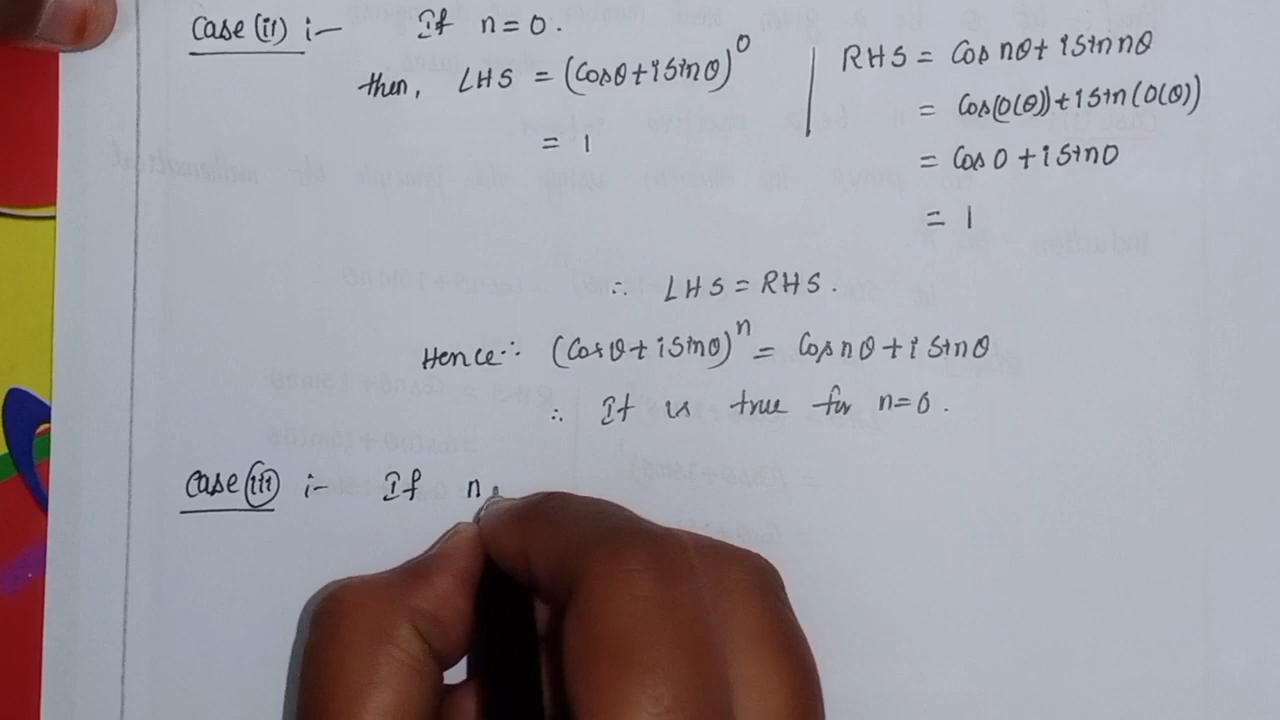 Case (ii) :- If n = 0.
then, LHS = (Cosθ + i Sinθ)^0
= 1
RHS = Cos nθ + i Sin nθ
= Cos(0(θ)) + i Sin(0(θ))
= Cos 0 + i Sin 0
= 1
∴ LHS = RHS.
Hence ∴ (Cosθ + i Sinθ)^n = Cos nθ + i Sin θ
∴ It is true for n=0.
Case (iii) :- If n